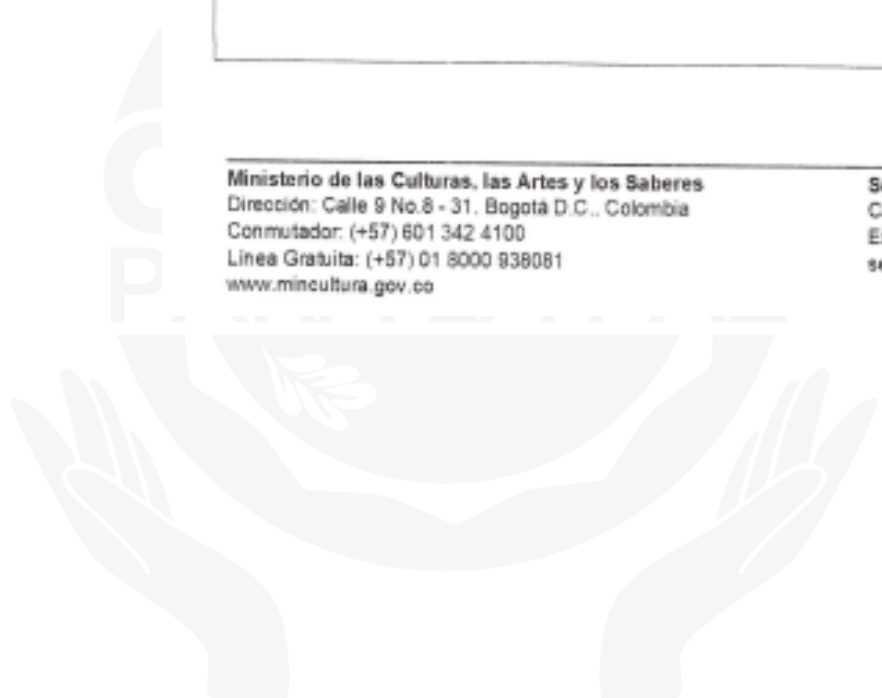 Ministerio de las Culturas, las Artes y los Saberes
Dirección: Calle 9 No.8 - 31, Bogotá D.C., Colombia
Conmutador: (+57) 601 342 4100
Línea Gratuita: (+57) 01 8000 938081
www.mincultura.gov.co